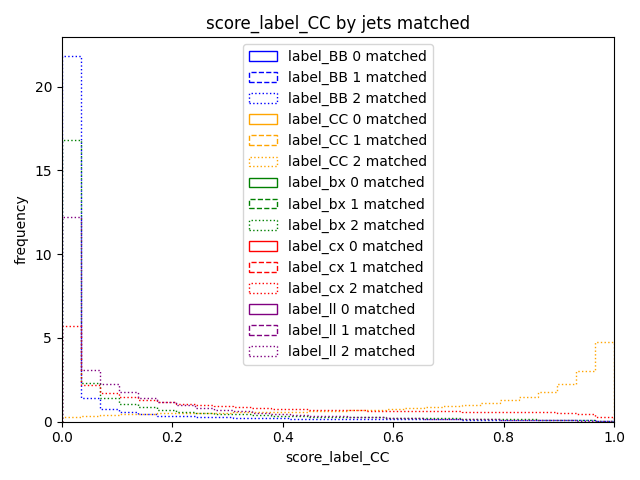 score_label_CC by jets matched
frequency
20
15
10
5
0
label_BB 0 matched
label_BB 1 matched
label_BB 2 matched
label_CC 0 matched
label_CC 1 matched
label_CC 2 matched
label_bx 0 matched
label_bx 1 matched
label_bx 2 matched
label_cx 0 matched
label_cx 1 matched
label_cx 2 matched
label_ll 0 matched
label_ll 1 matched
label_ll 2 matched
0.0 0.2 0.4 0.6 0.8 1.0
score_label_CC